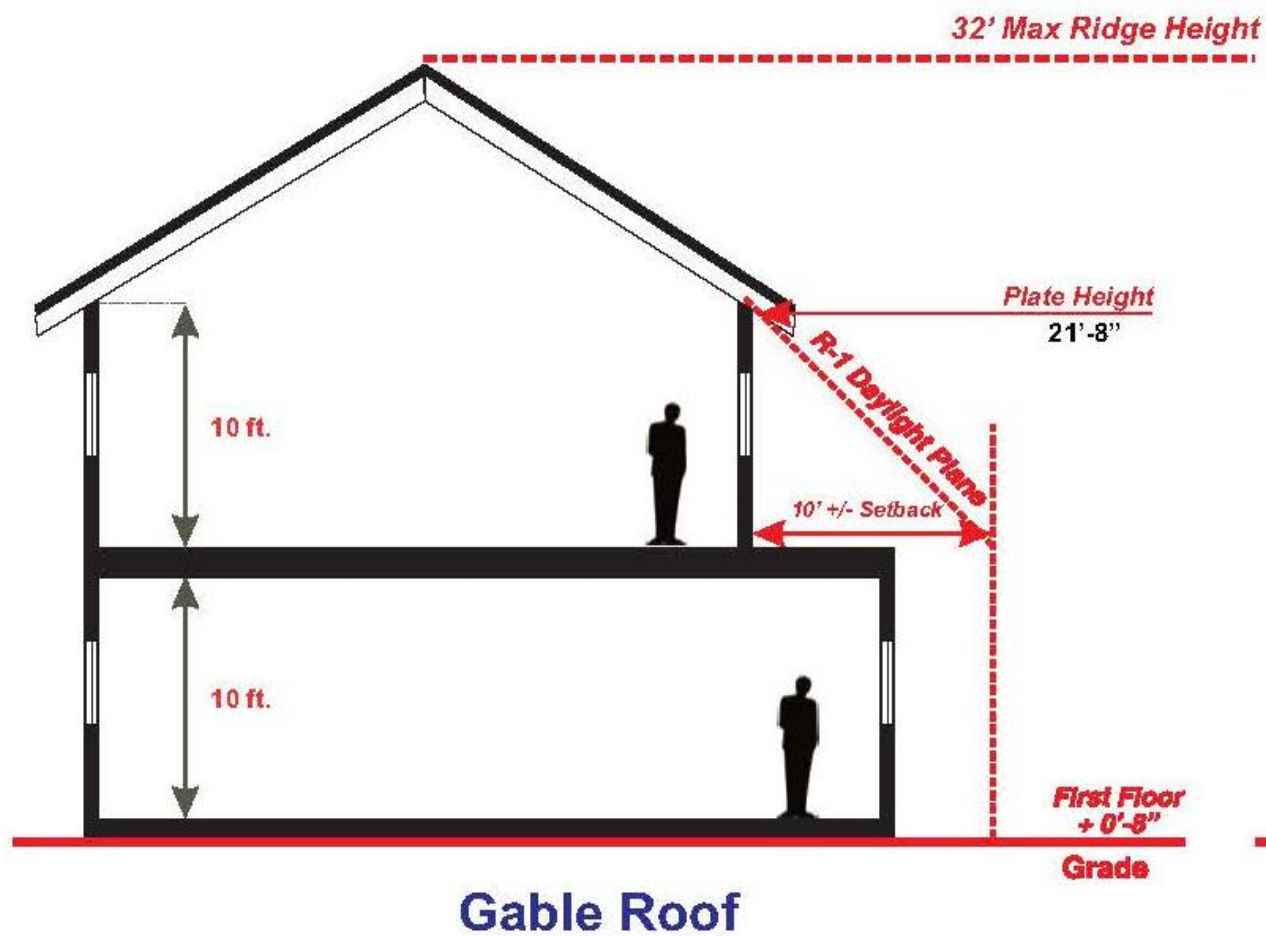 32' Max Ridge Height
Plate Height
21'-8"
R-1 Daylight Plane
10 ft.
10' +/- Setback
10 ft.
First Floor
+ 0'-8"
Grade
Gable Roof